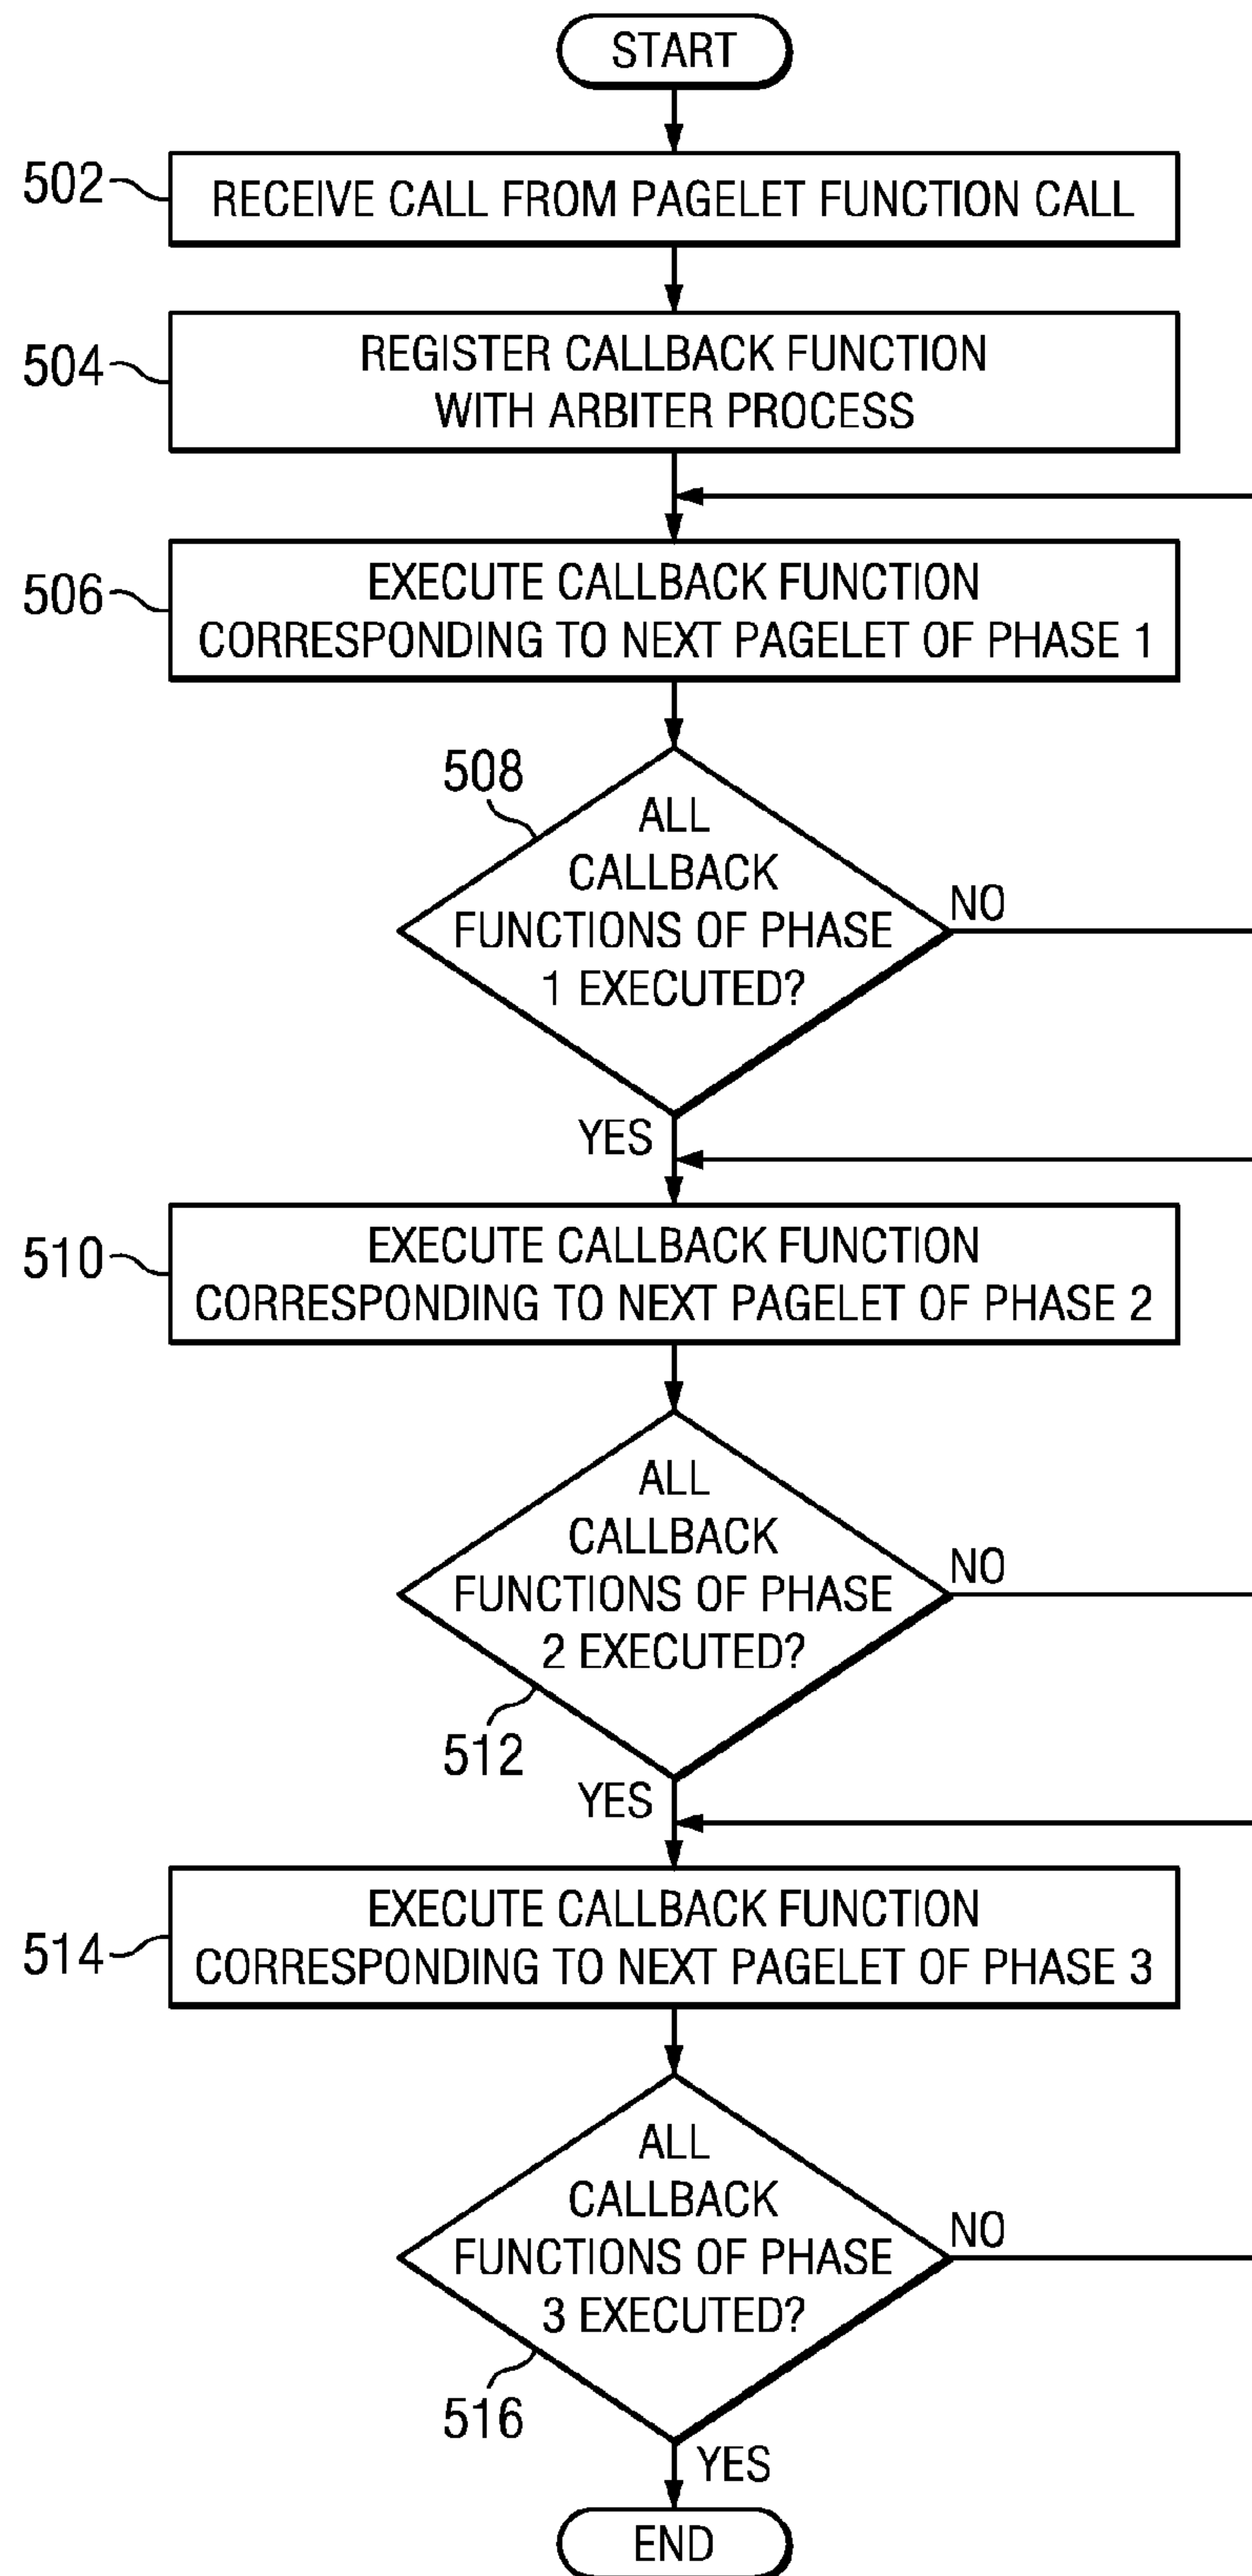 START
502
RECEIVE CALL FROM PAGELET FUNCTION CALL
504
REGISTER CALLBACK FUNCTION
WITH ARBITER PROCESS
506
EXECUTE CALLBACK FUNCTION
CORRESPONDING TO NEXT PAGELET OF PHASE 1
508
ALL
CALLBACK
FUNCTIONS OF PHASE
1 EXECUTED?
NO
YES
510
EXECUTE CALLBACK FUNCTION
CORRESPONDING TO NEXT PAGELET OF PHASE 2
ALL
CALLBACK
FUNCTIONS OF PHASE
2 EXECUTED?
NO
512
YES
514
EXECUTE CALLBACK FUNCTION
CORRESPONDING TO NEXT PAGELET OF PHASE 3
ALL
CALLBACK
FUNCTIONS OF PHASE
3 EXECUTED?
NO
516
YES
END